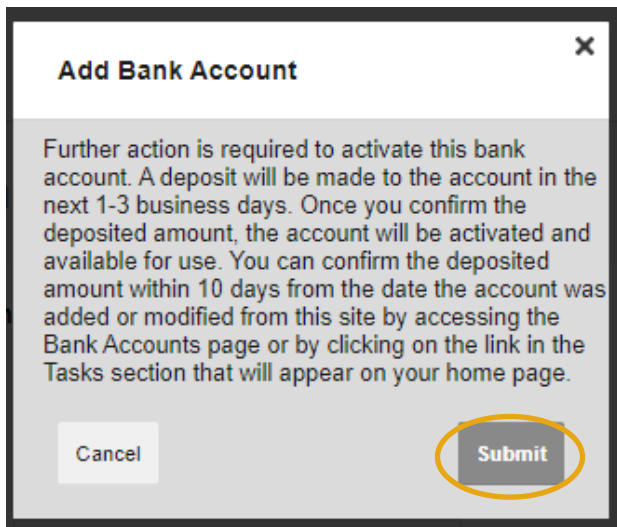 Add Bank Account
Further action is required to activate this bank
account. A deposit will be made to the account in the
next 1-3 business days. Once you confirm the
deposited amount, the account will be activated and
available for use. You can confirm the deposited
amount within 10 days from the date the account was
added or modified from this site by accessing the
Bank Accounts page or by clicking on the link in the
Tasks section that will appear on your home page.
Cancel
Submit